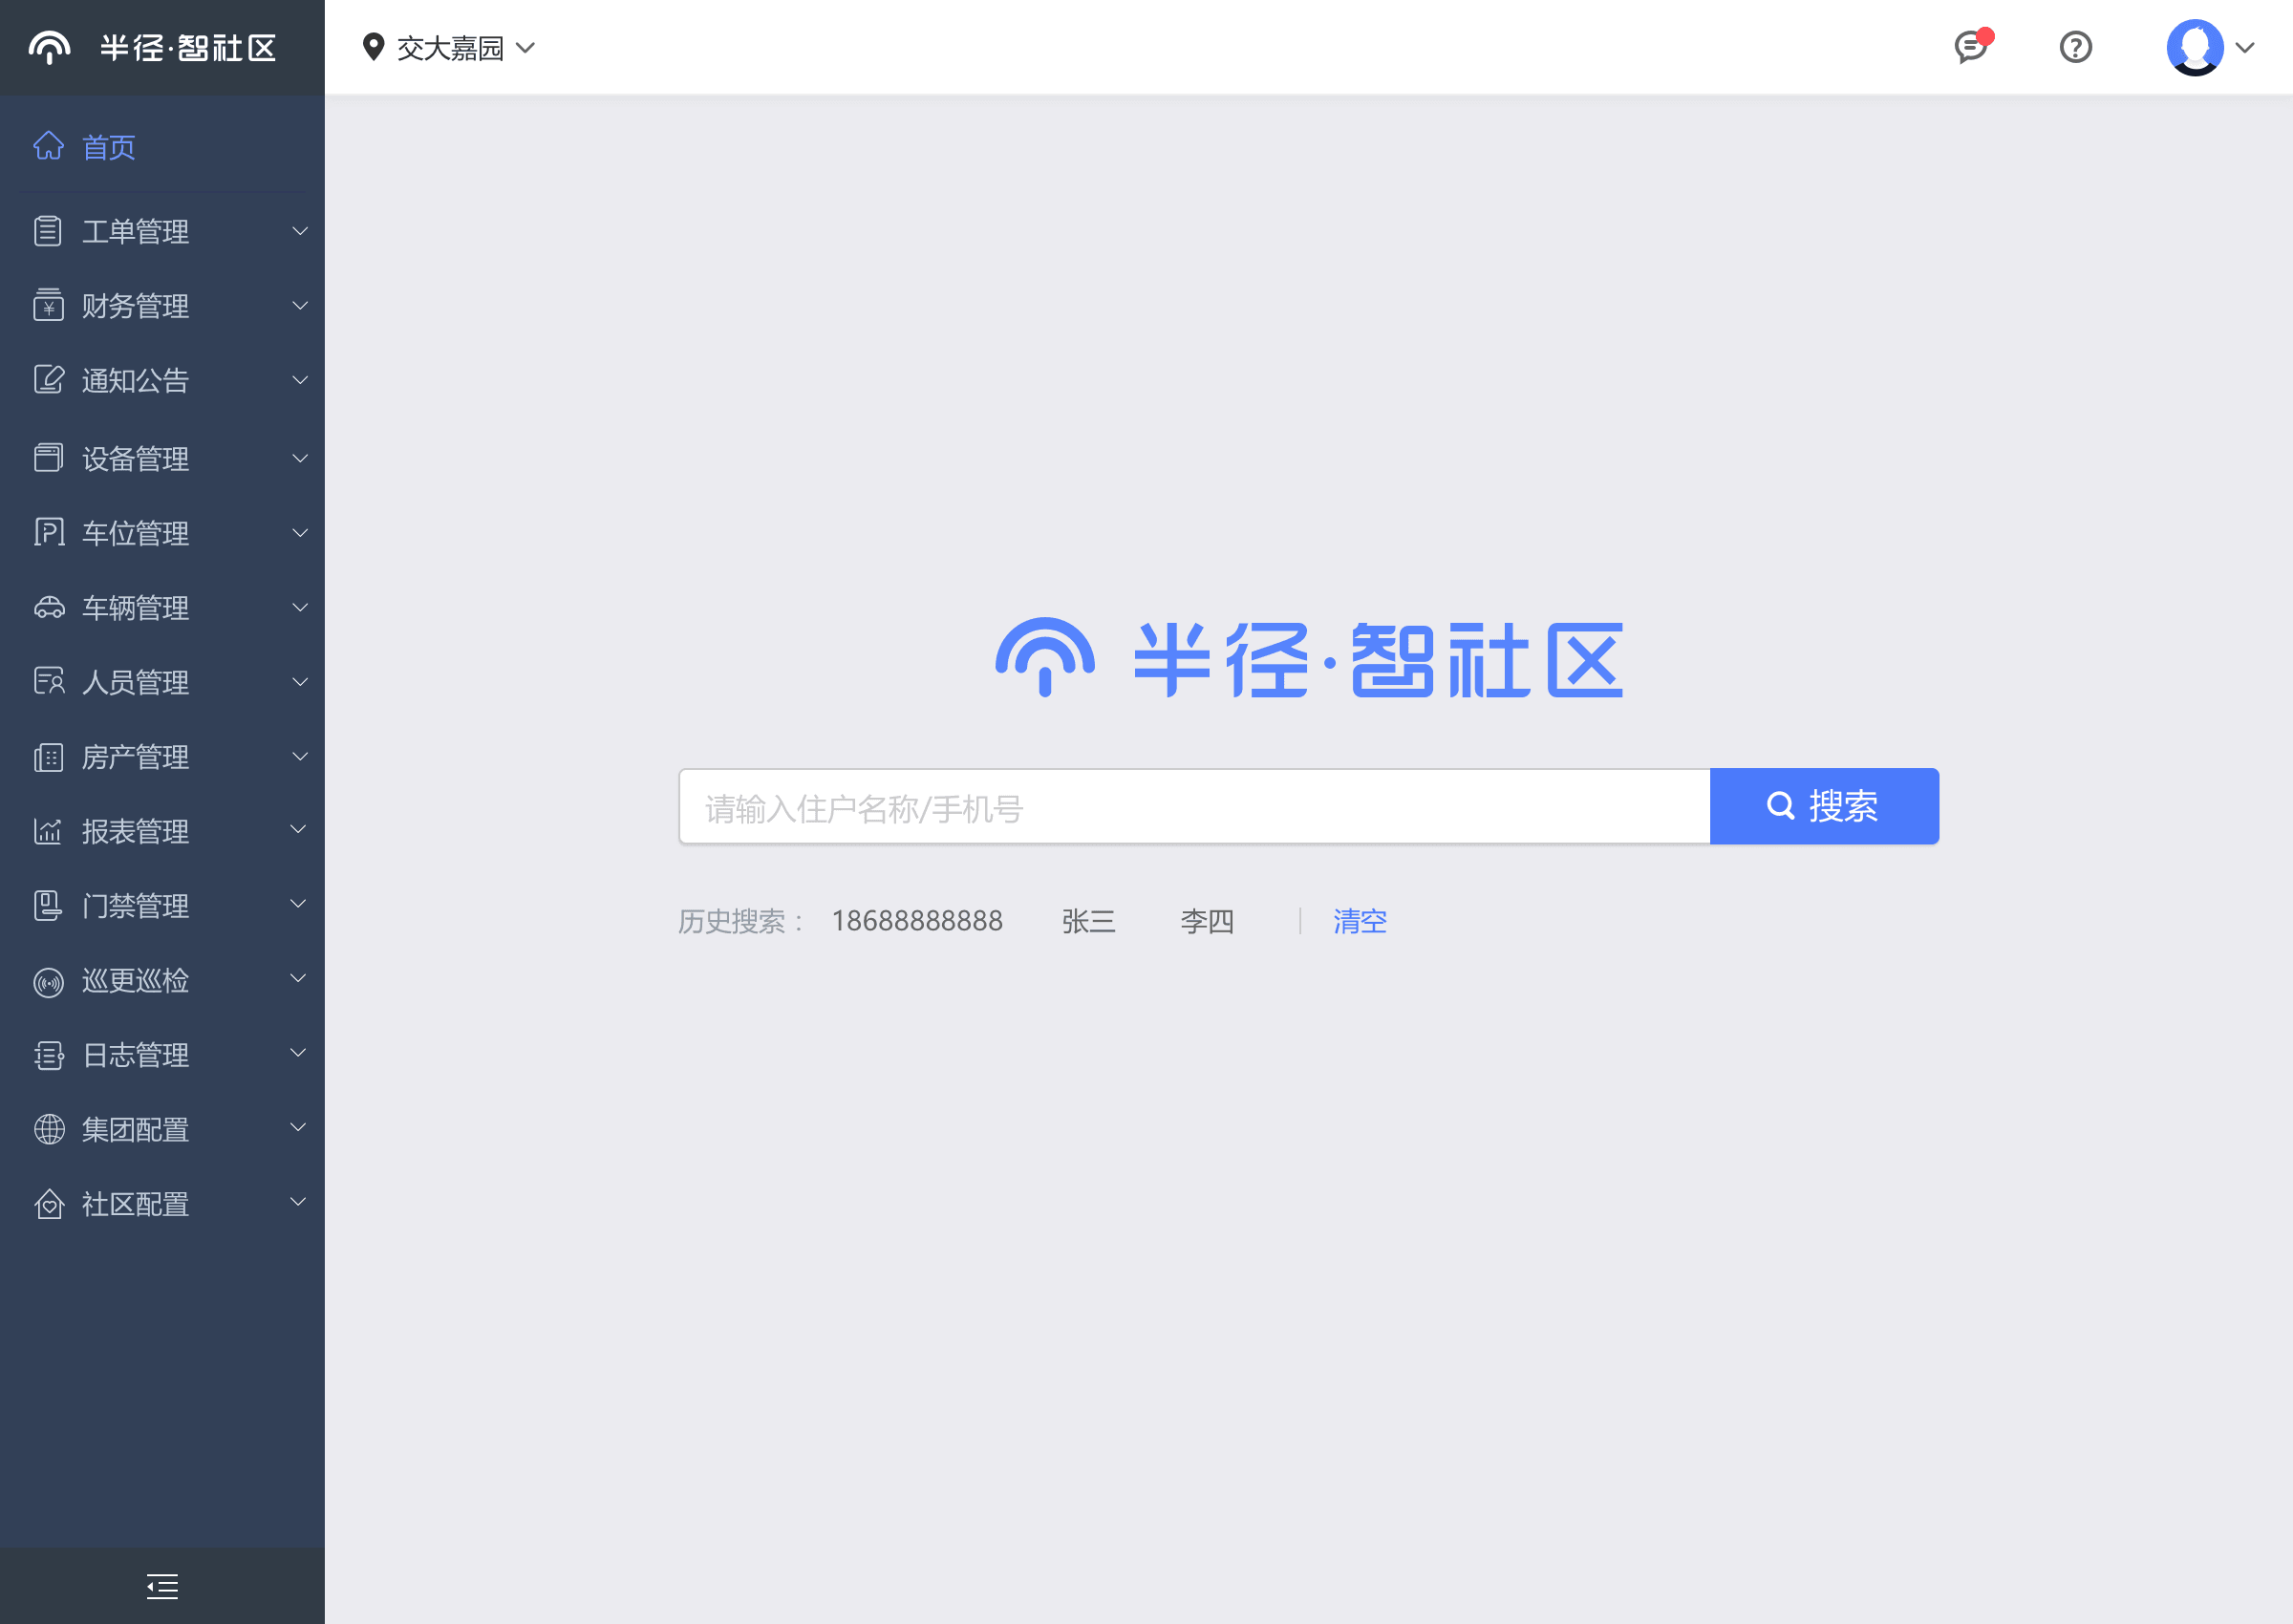 半径·智社区
交大嘉园
首页
工单管理
财务管理
通知公告
设备管理
车位管理
车辆管理
人员管理
房产管理
报表管理
门禁管理
巡更巡检
日志管理
集团配置
社区配置
半径·智社区
请输入住户名称/手机号
搜索
历史搜索： 18688888888 张三 李四 清空